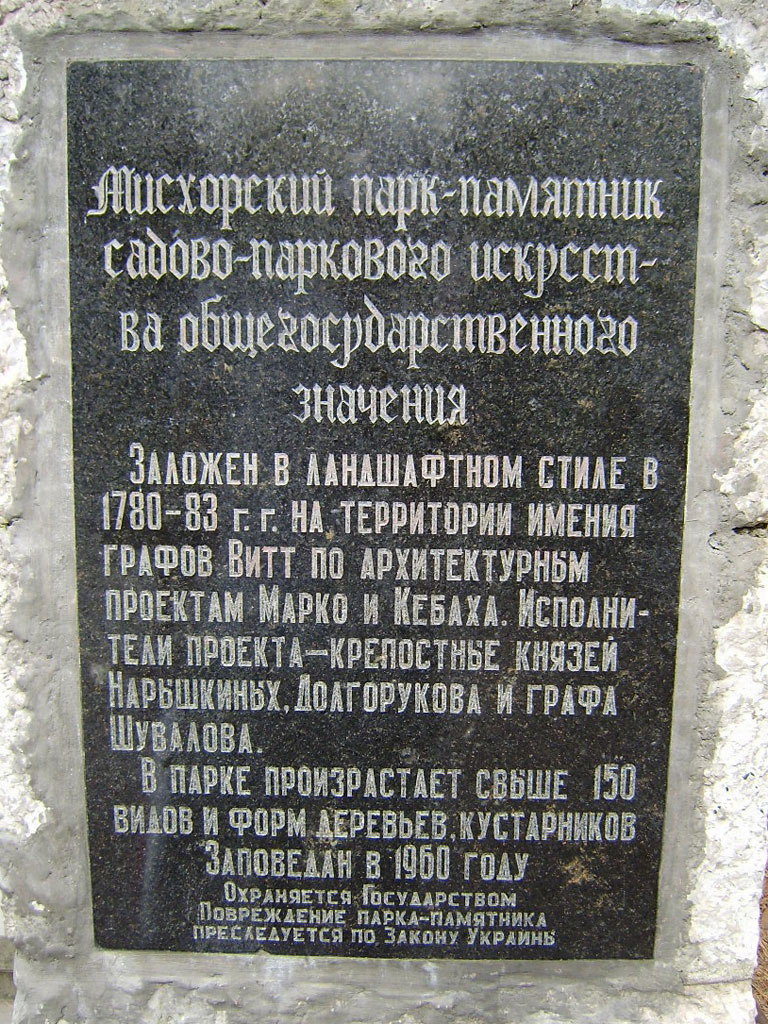 Мисхорский парк-памятник
садово-паркового искусст-
ва общегосударственного
значения
Заложен в ландшафтном стиле в
1780-83 г. г. на территории имения
графов Витт по архитектурным
проектам Марко и Кебаха. Исполни-
тели проекта—крепостные князей
Нарышкиных, Долгорукова и графа
Шувалова.
В парке произрастает свыше 150
видов и форм деревьев, кустарников
Заповедан в 1960 году
Охраняется Государством
Повреждение парка-памятника
преследуется по Закону Украины